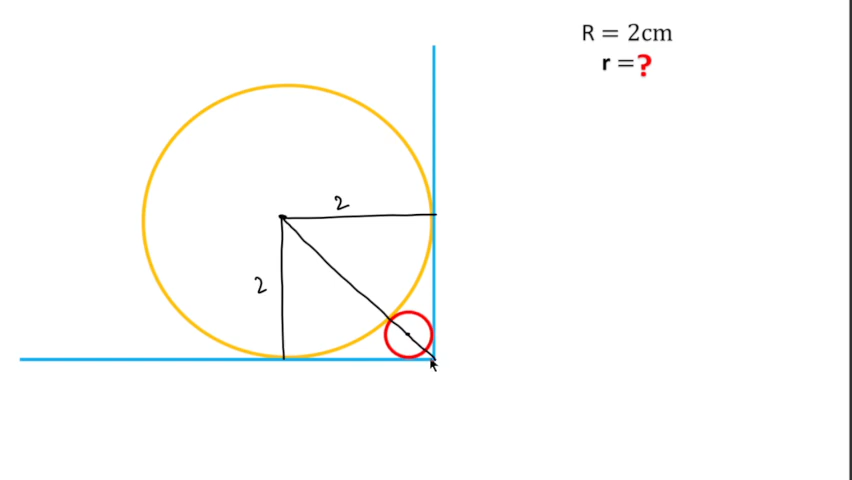 R = 2cm
r = ?
2
2